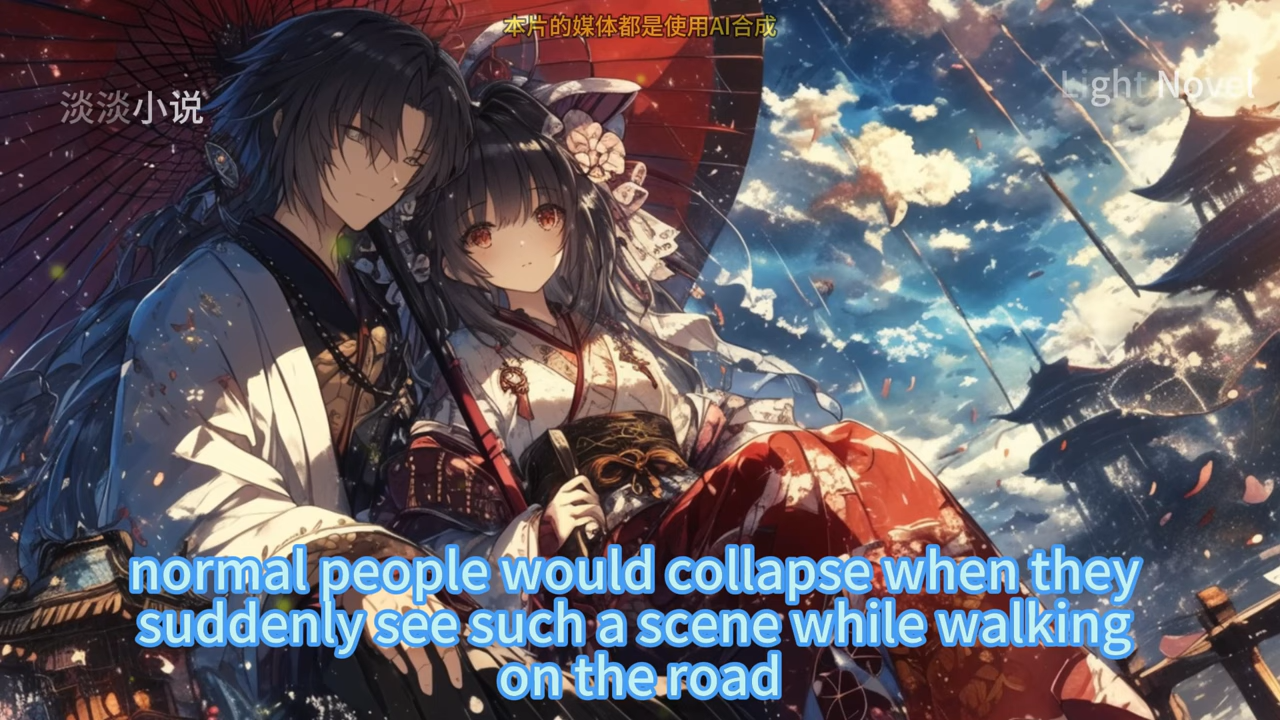 本片的媒体都是使用AI合成
淡淡小说
Light Novel
normal people would collapse when they
suddenly see such a scene while walking
on the road